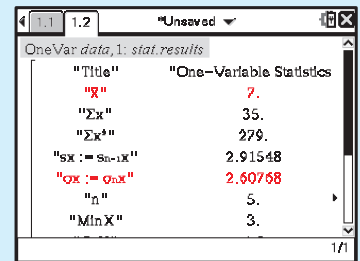 1.1 1.2 *Unsaved
OneVar data,1: stat.results
"Title" "One-Variable Statistics
"x̄" 7.
"Σx" 35.
"Σx²" 279.
"sx := sn-1x" 2.91548
"σx := σnx" 2.60768
"n" 5.
"MinX" 3.
1/1